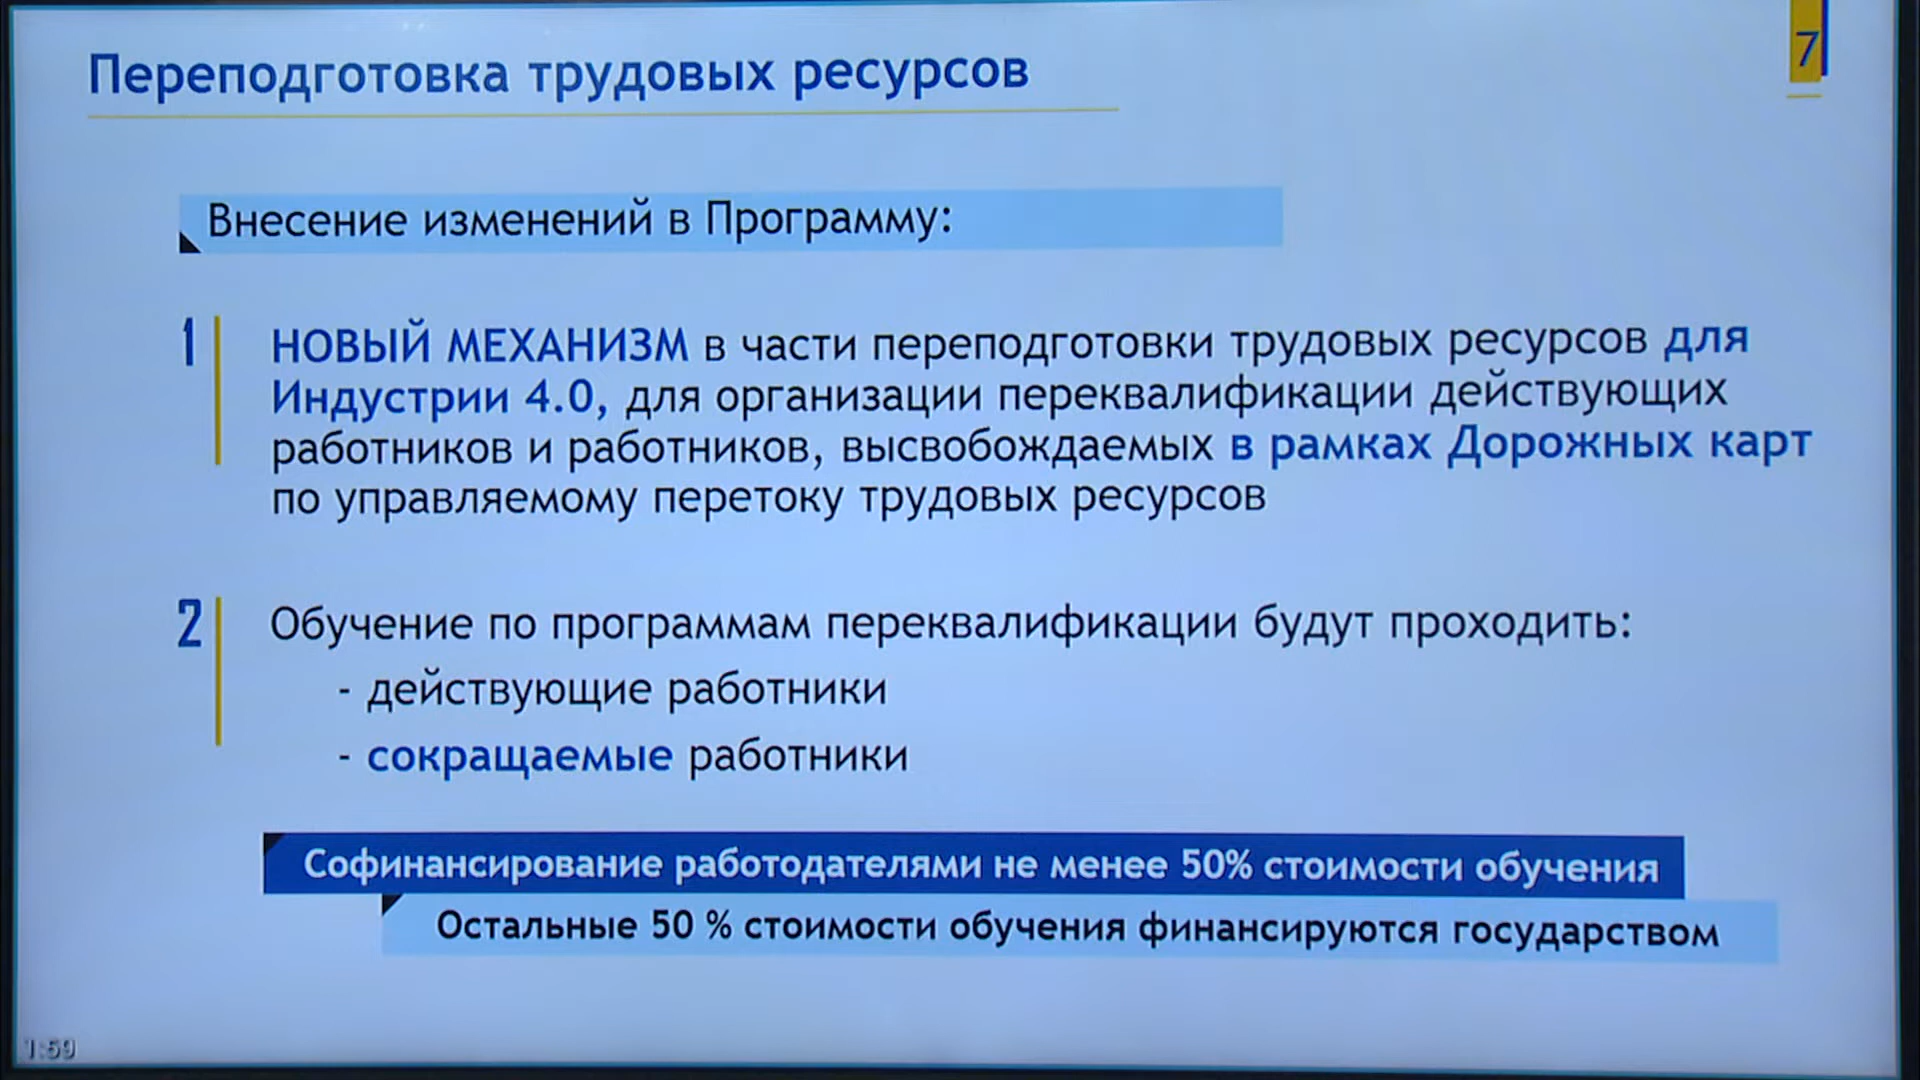 Переподготовка трудовых ресурсов
7
Внесение изменений в Программу:
1
НОВЫЙ МЕХАНИЗМ в части переподготовки трудовых ресурсов для
Индустрии 4.0, для организации переквалификации действующих
работников и работников, высвобождаемых в рамках Дорожных карт
по управляемому перетоку трудовых ресурсов
2
Обучение по программам переквалификации будут проходить:
- действующие работники
- сокращаемые работники
Софинансирование работодателями не менее 50% стоимости обучения
Остальные 50 % стоимости обучения финансируются государством
1:59